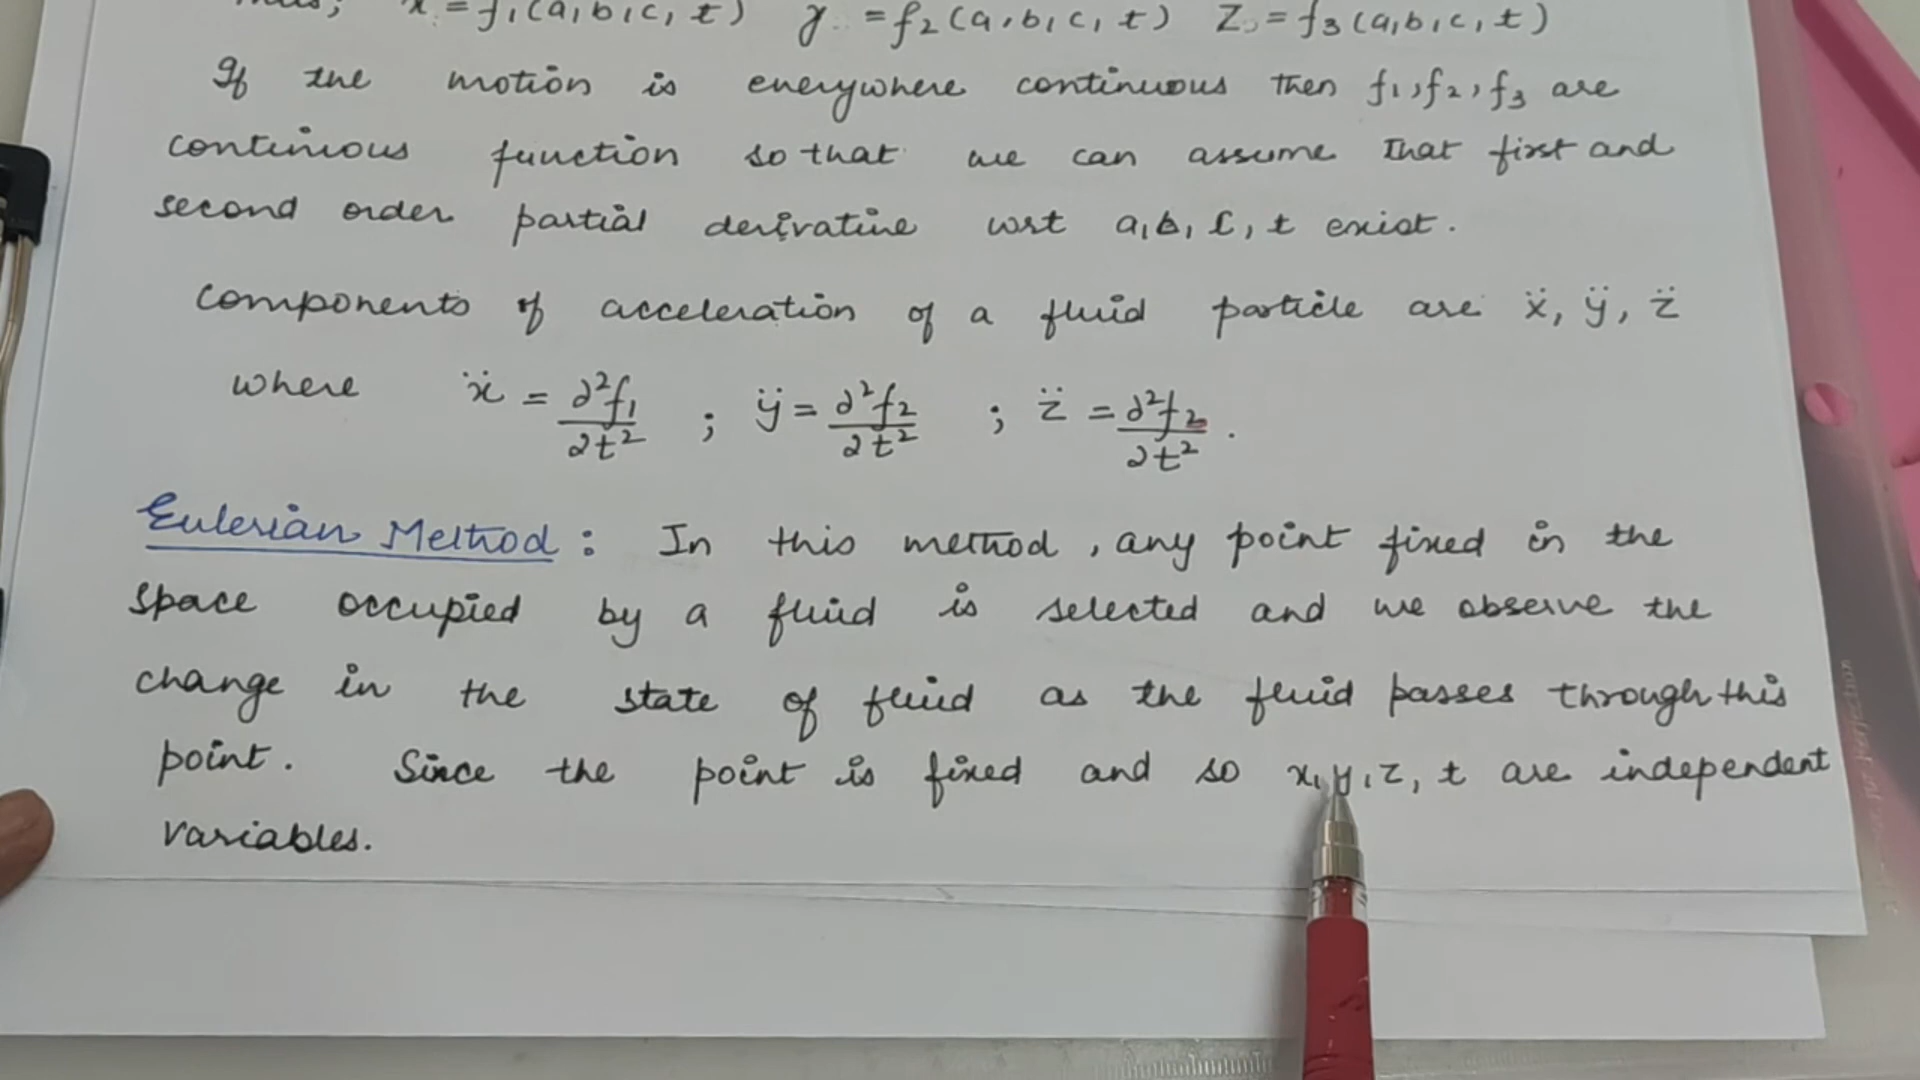 Thus, x = f1(a,b,c,t) y = f2(a,b,c,t) z = f3(a,b,c,t)
If the motion is everywhere continuous then f1, f2, f3 are
continious function so that we can assume that first and
second order partial derivative wrt a, b, c, t exist.
components of acceleration of a fluid particle are ẍ, ÿ, z̈
where ẍ = ∂²f1/∂t² ; ÿ = ∂²f2/∂t² ; z̈ = ∂²f2/∂t² .
Eulerian Method : In this method, any point fixed in the
space occupied by a fluid is selected and we observe the
change in the state of fluid as the fluid passes through this
point. Since the point is fixed and so x, y, z, t are independent
variables.